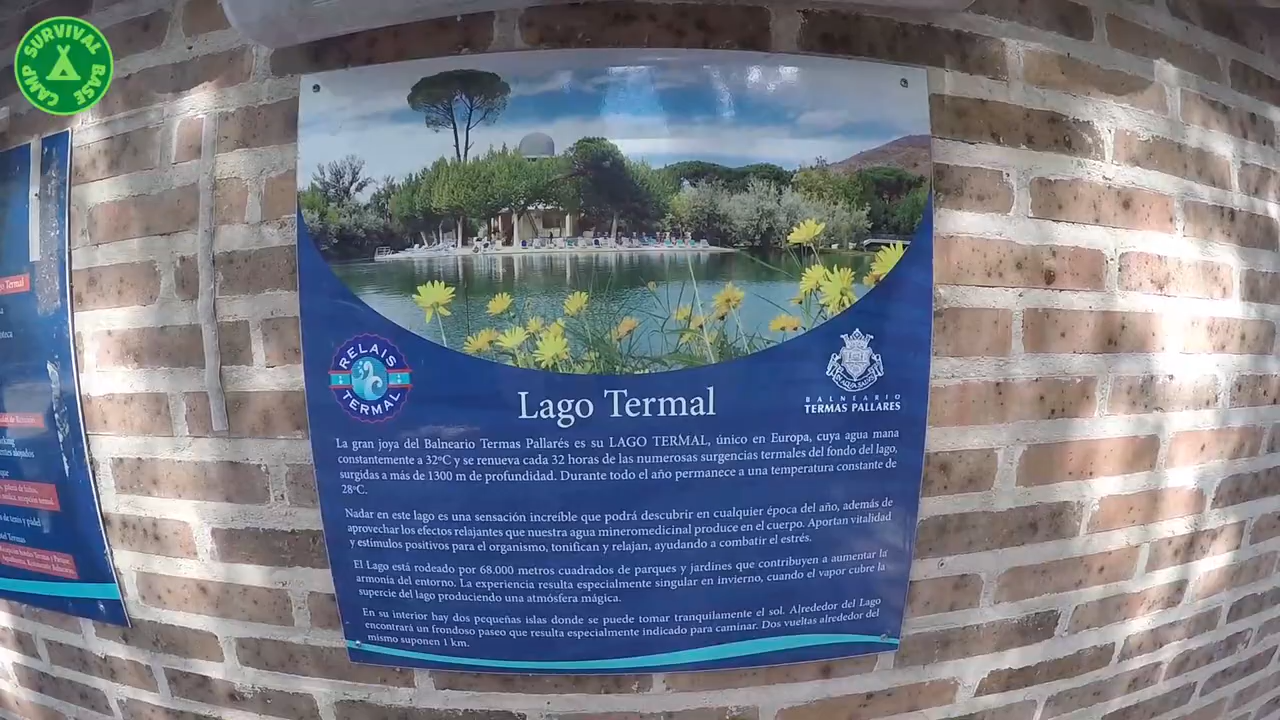 SURVIVAL BASE CAMP
RELAIS TERMAL
AQUA SALUS
BALNEARIO
TERMAS PALLARES
Lago Termal
La gran joya del Balneario Termas Pallarés es su LAGO TERMAL, único en Europa, cuya agua mana
constantemente a 32ºC y se renueva cada 32 horas de las numerosas surgencias termales del fondo del lago,
surgidas a más de 1300 m de profundidad. Durante todo el año permanece a una temperatura constante de
28ºC.
Nadar en este lago es una sensación increíble que podrá descubrir en cualquier época del año, además de
aprovechar los efectos relajantes que nuestra agua mineromedicinal produce en el cuerpo. Aportan vitalidad
y estímulos positivos para el organismo, tonifican y relajan, ayudando a combatir el estrés.
El Lago está rodeado por 68.000 metros cuadrados de parques y jardines que contribuyen a aumentar la
armonía del entorno. La experiencia resulta especialmente singular en invierno, cuando el vapor cubre la
supercie del lago produciendo una atmósfera mágica.
En su interior hay dos pequeñas islas donde se puede tomar tranquilamente el sol. Alrededor del Lago
encontrará un frondoso paseo que resulta especialmente indicado para caminar. Dos vueltas alrededor del
mismo suponen 1 km.
Termal